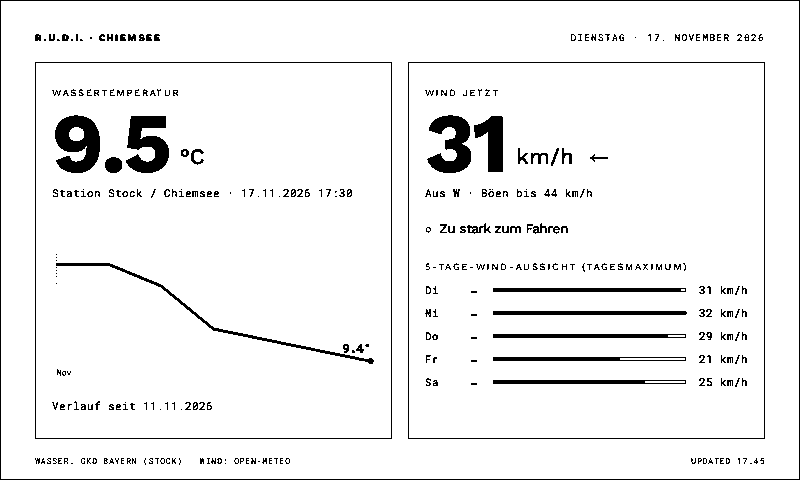 R.U.D.I. · CHIEMSEE
DIENSTAG · 17. NOVEMBER 2026
WASSERTEMPERATUR
9.5 °C
Station Stock / Chiemsee · 17.11.2026 17:30
9.4°
Nov
Verlauf seit 11.11.2026
WIND JETZT
31 km/h ←
Aus W · Böen bis 44 km/h
Zu stark zum Fahren
5-TAGE-WIND-AUSSICHT (TAGESMAXIMUM)
Di – 31 km/h
Mi – 32 km/h
Do – 29 km/h
Fr – 21 km/h
Sa – 25 km/h
WASSER: GKD BAYERN (STOCK) WIND: OPEN-METEO
UPDATED 17.45